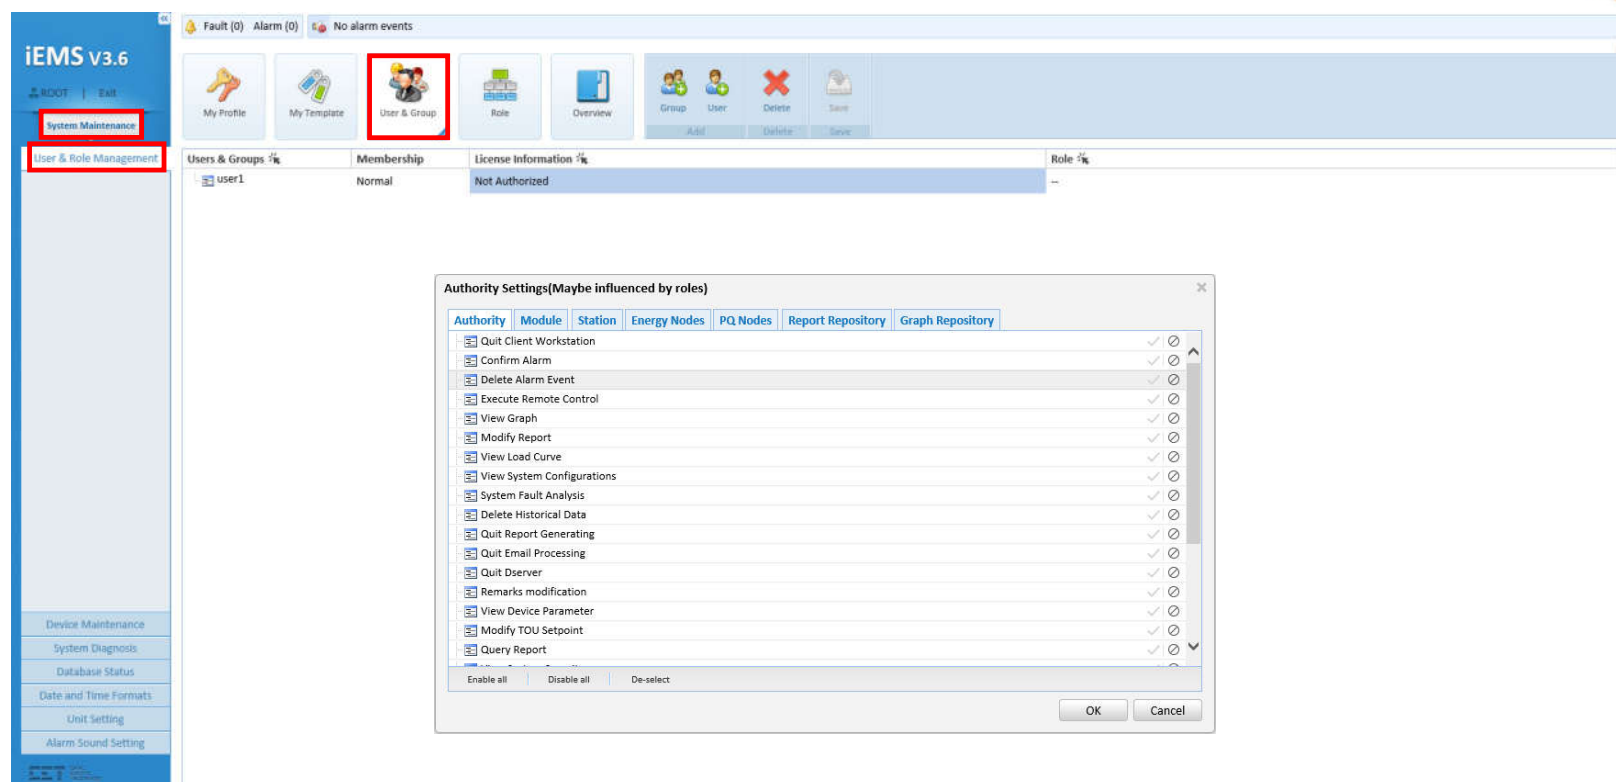 Fault (0) Alarm (0) No alarm events
iEMS V3.6
ROOT | Exit
System Maintenance
User & Role Management
My Profile
My Template
User & Group
Role
Overview
Group User
Add
Delete
Delete
Save
Save
Users & Groups Membership License Information Role
user1 Normal Not Authorized --
Authority Settings(Maybe influenced by roles)
Authority Module Station Energy Nodes PQ Nodes Report Repository Graph Repository
Quit Client Workstation
Confirm Alarm
Delete Alarm Event
Execute Remote Control
View Graph
Modify Report
View Load Curve
View System Configurations
System Fault Analysis
Delete Historical Data
Quit Report Generating
Quit Email Processing
Quit Dserver
Remarks modification
View Device Parameter
Modify TOU Setpoint
Query Report
Enable all Disable all De-select
OK Cancel
Device Maintenance
System Diagnosis
Database Status
Date and Time Formats
Unit Setting
Alarm Sound Setting
CET